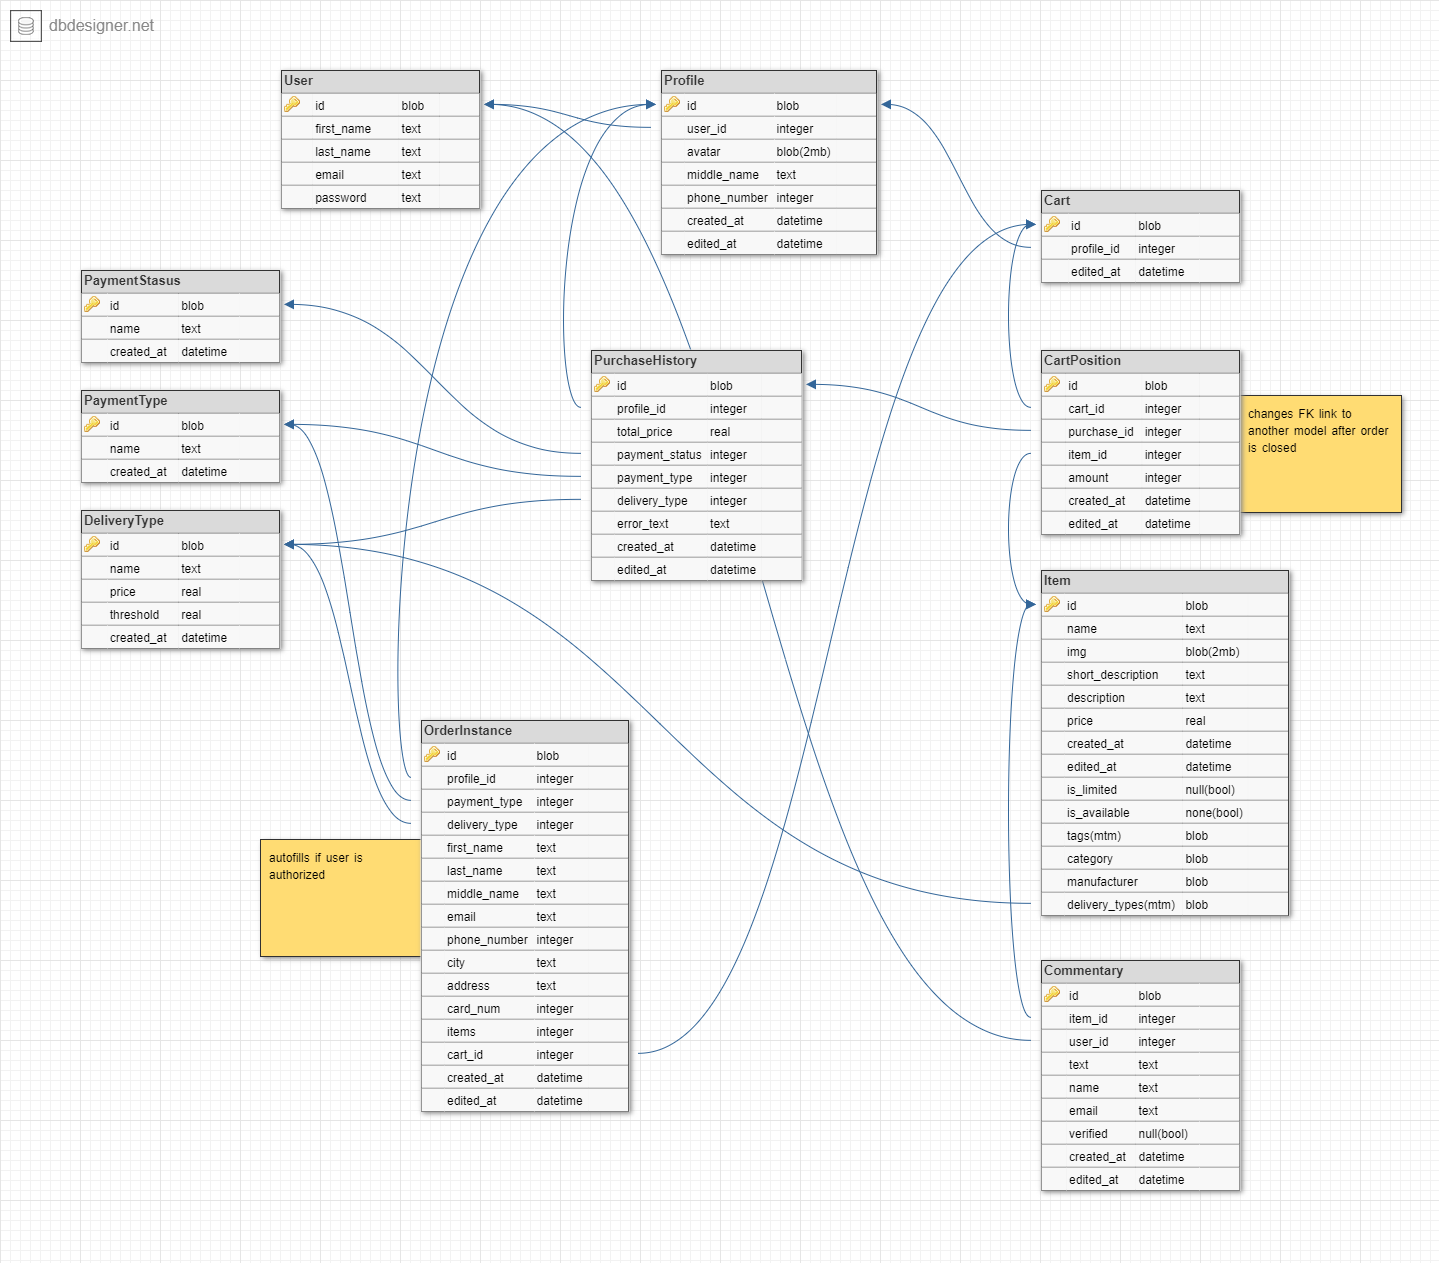 dbdesigner.net
User
id blob
first_name text
last_name text
email text
password text
Profile
id blob
user_id integer
avatar blob(2mb)
middle_name text
phone_number integer
created_at datetime
edited_at datetime
Cart
id blob
profile_id integer
edited_at datetime
PaymentStasus
id blob
name text
created_at datetime
PaymentType
id blob
name text
created_at datetime
DeliveryType
id blob
name text
price real
threshold real
created_at datetime
PurchaseHistory
id blob
profile_id integer
total_price real
payment_status integer
payment_type integer
delivery_type integer
error_text text
created_at datetime
edited_at datetime
CartPosition
id blob
cart_id integer
purchase_id integer
item_id integer
amount integer
created_at datetime
edited_at datetime
changes FK link to
another model after order
is closed
Item
id blob
name text
img blob(2mb)
short_description text
description text
price real
created_at datetime
edited_at datetime
is_limited null(bool)
is_available none(bool)
tags(mtm) blob
category blob
manufacturer blob
delivery_types(mtm) blob
OrderInstance
id blob
profile_id integer
payment_type integer
delivery_type integer
first_name text
last_name text
middle_name text
email text
phone_number integer
city text
address text
card_num integer
items integer
cart_id integer
created_at datetime
edited_at datetime
autofills if user is
authorized
Commentary
id blob
item_id integer
user_id integer
text text
name text
email text
verified null(bool)
created_at datetime
edited_at datetime